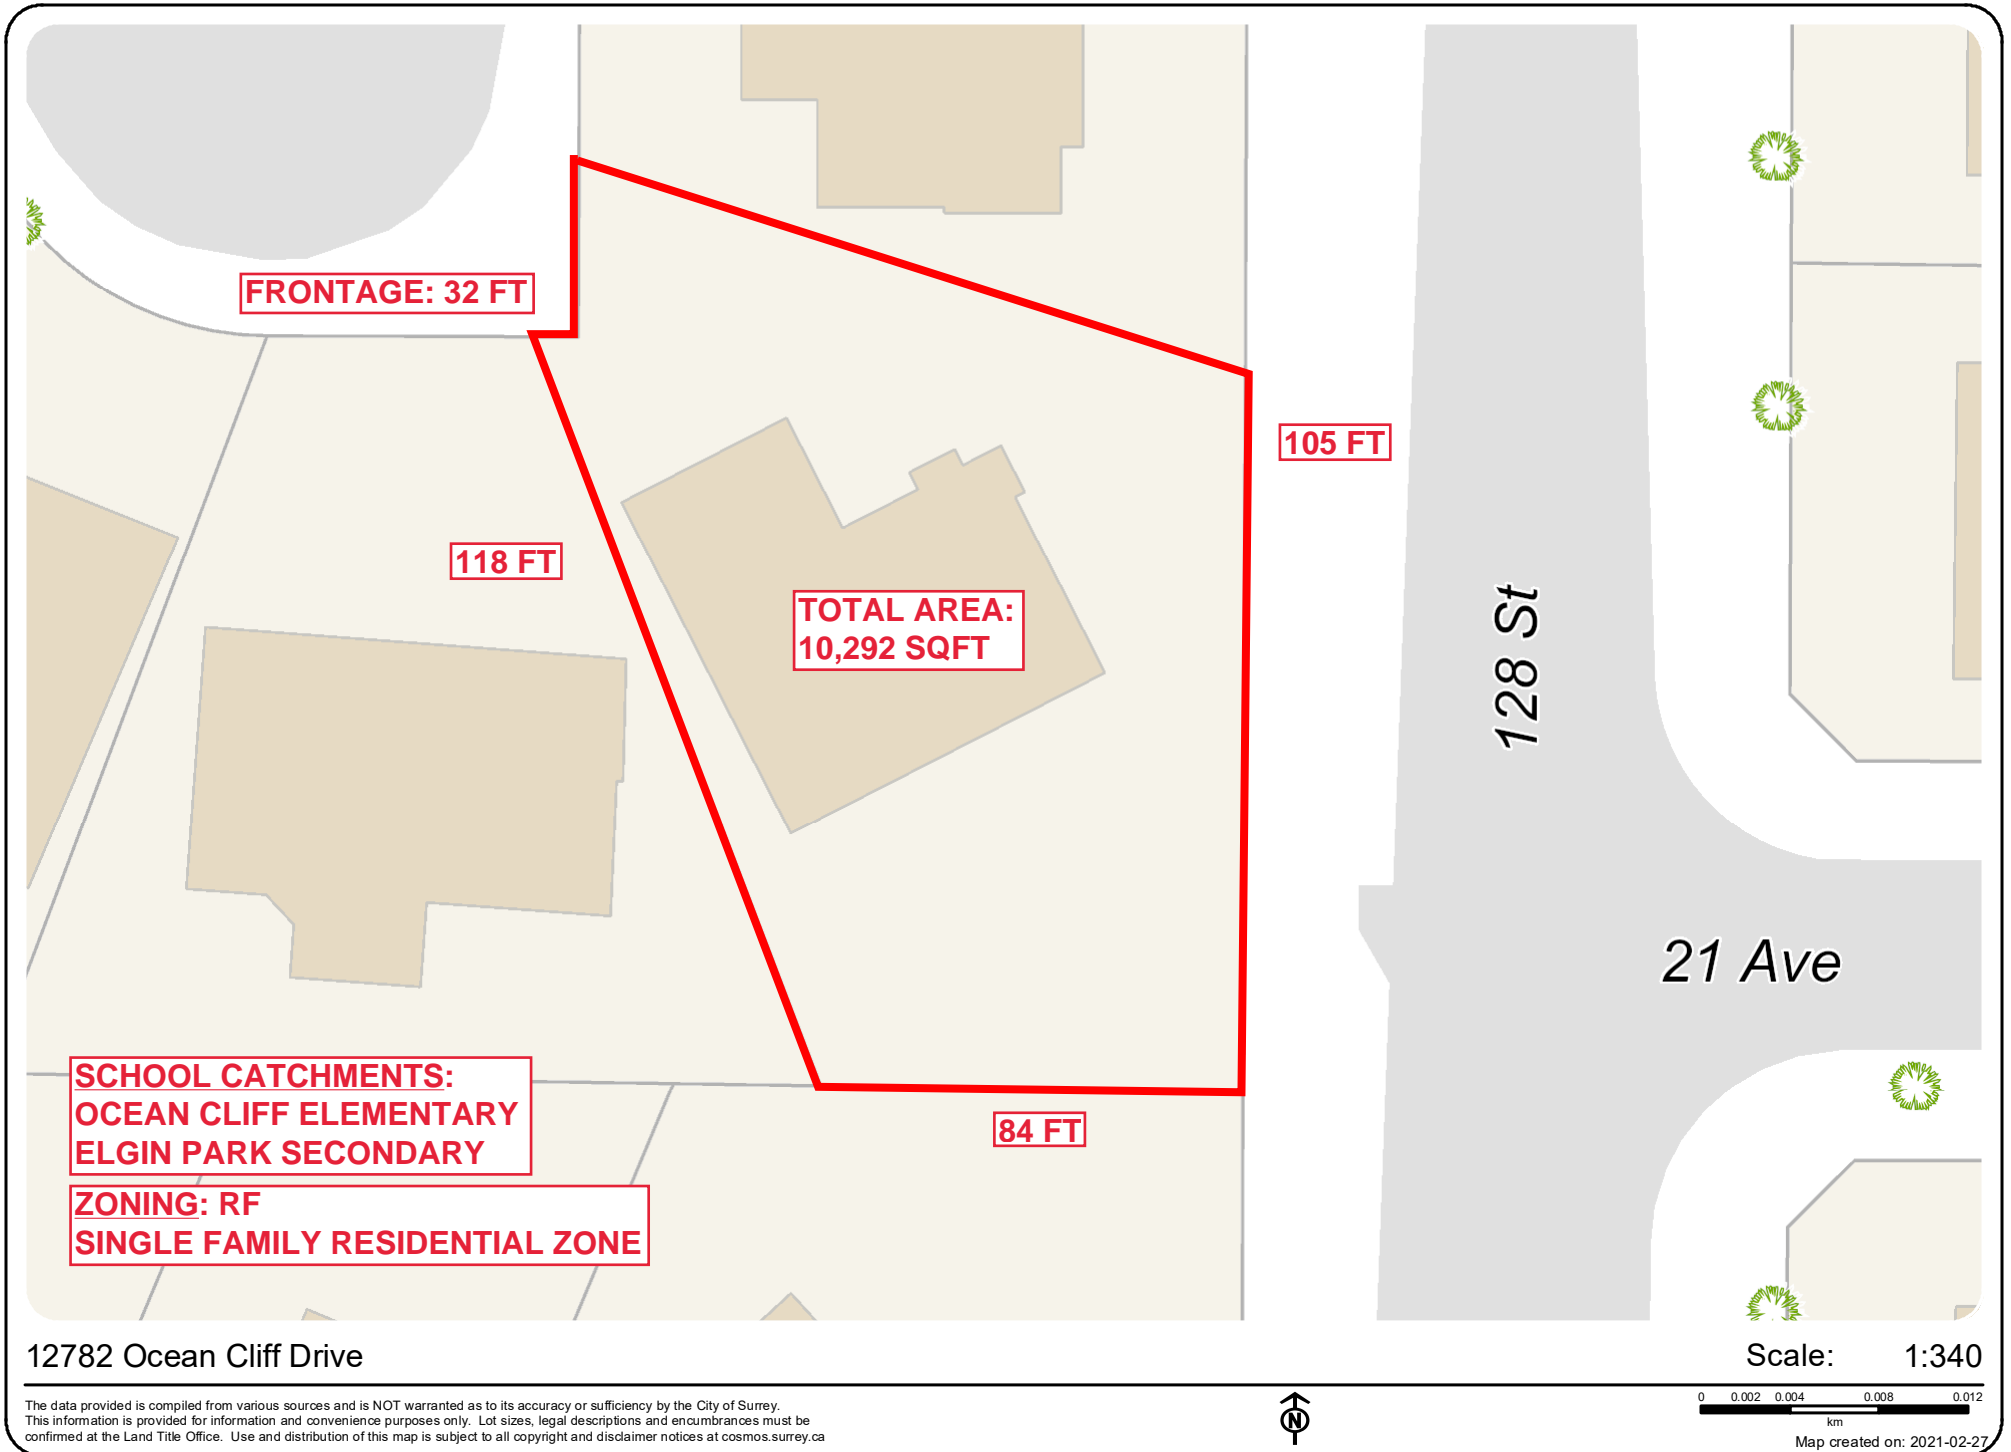 FRONTAGE: 32 FT
105 FT
118 FT
TOTAL AREA:
10,292 SQFT
128 St
21 Ave
SCHOOL CATCHMENTS:
OCEAN CLIFF ELEMENTARY
ELGIN PARK SECONDARY
84 FT
ZONING: RF
SINGLE FAMILY RESIDENTIAL ZONE
12782 Ocean Cliff Drive
Scale: 1:340
The data provided is compiled from various sources and is NOT warranted as to its accuracy or sufficiency by the City of Surrey.
This information is provided for information and convenience purposes only. Lot sizes, legal descriptions and encumbrances must be
confirmed at the Land Title Office. Use and distribution of this map is subject to all copyright and disclaimer notices at cosmos.surrey.ca
N
0 0.002 0.004 0.008 0.012
km
Map created on: 2021-02-27